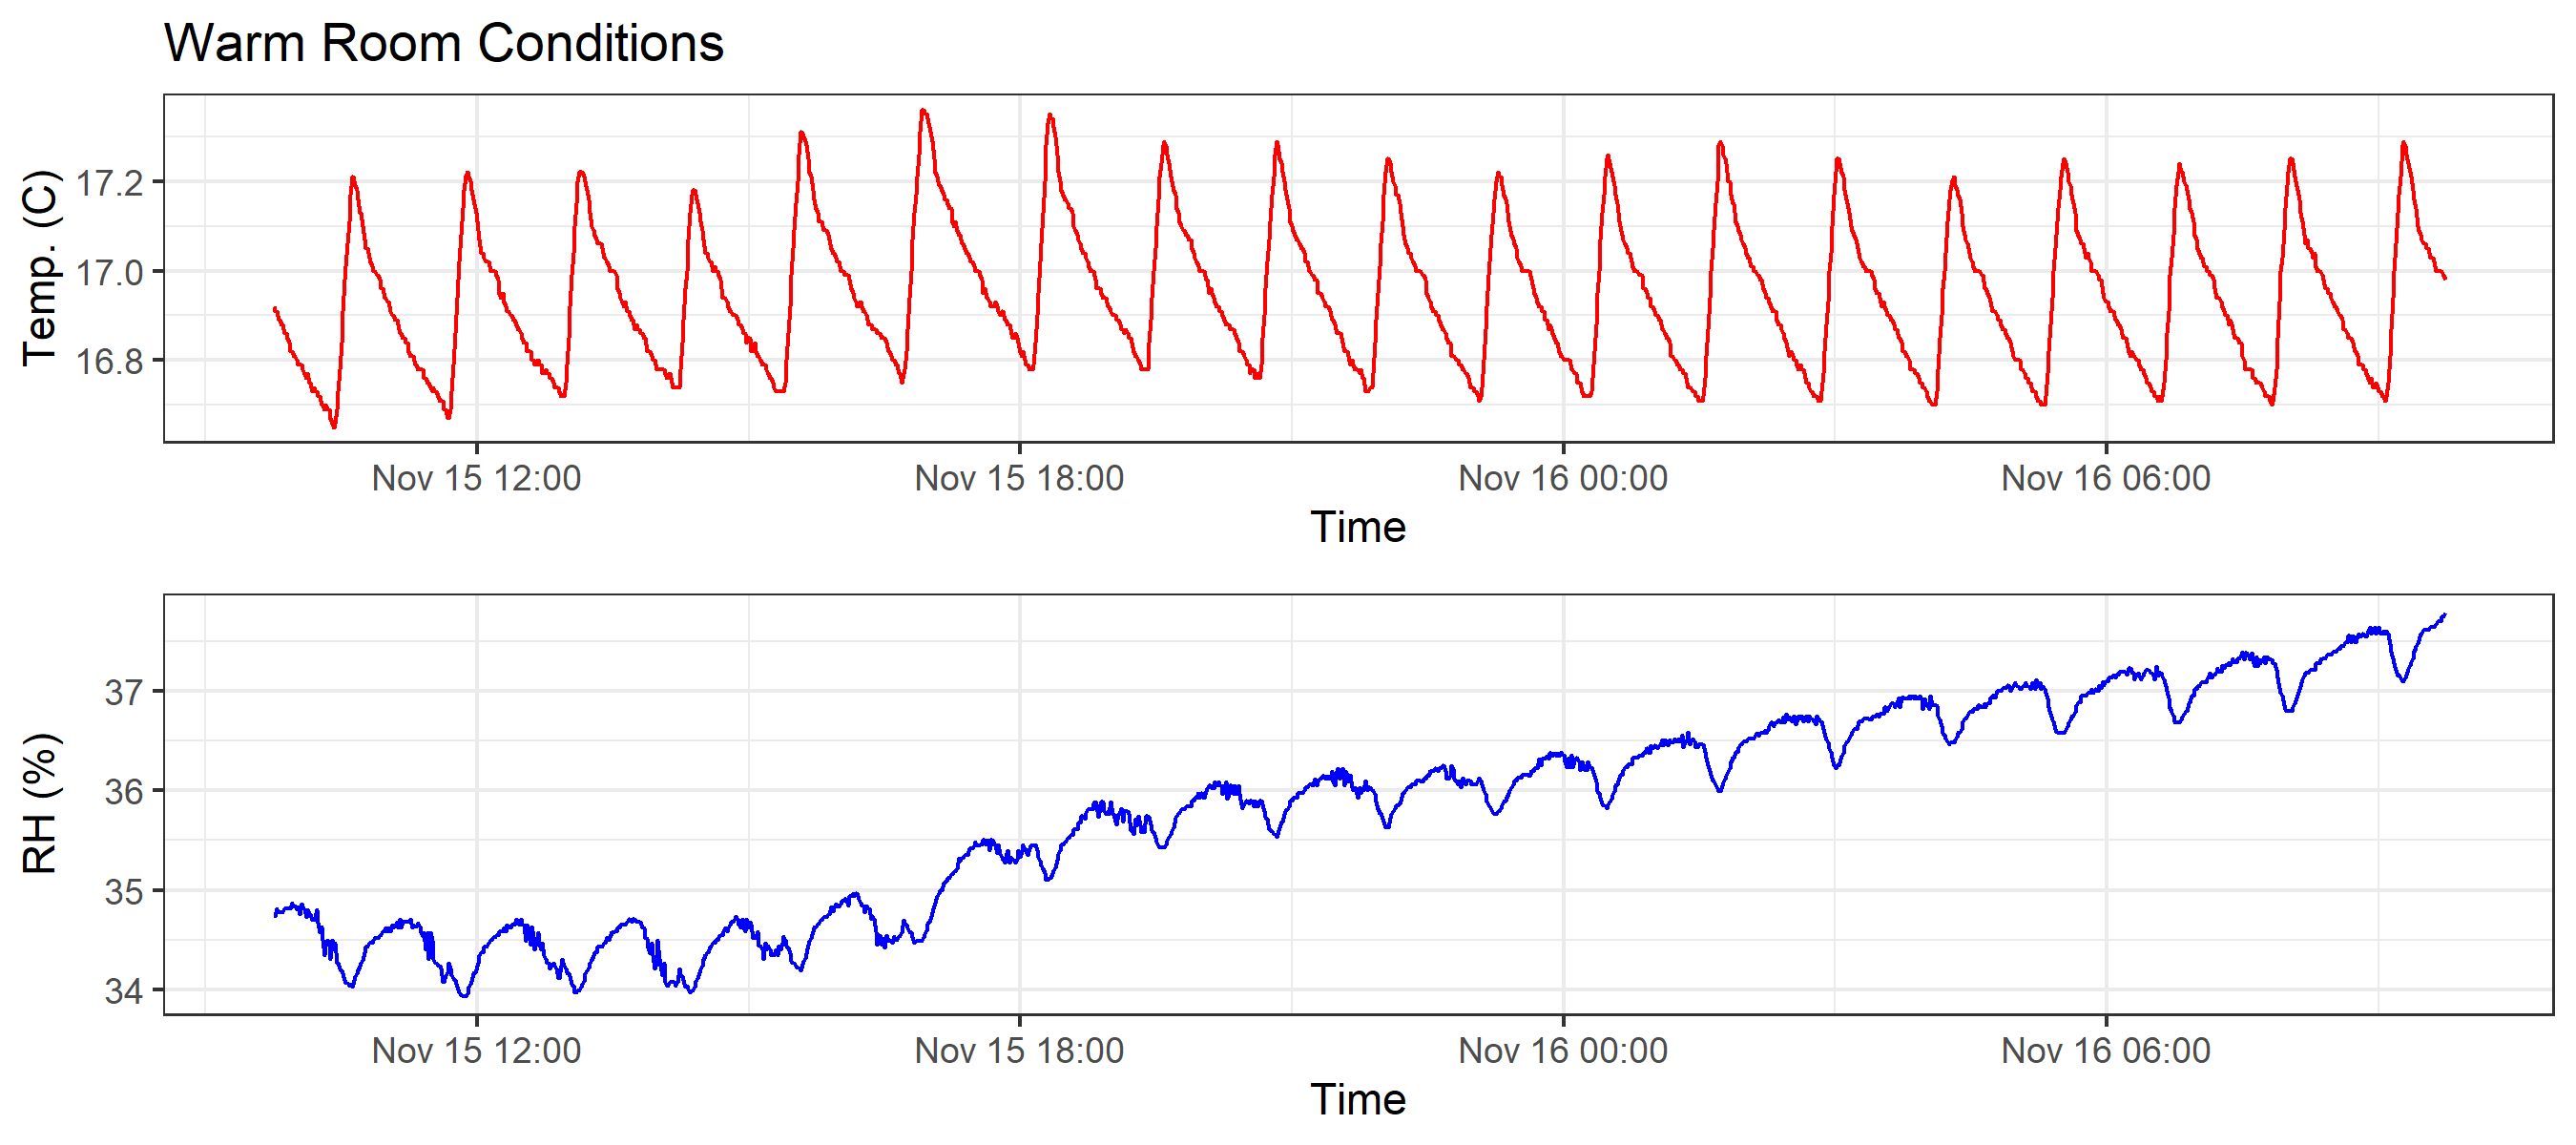 Warm Room Conditions
Temp. (C)
17.2
17.0
16.8
Nov 15 12:00 Nov 15 18:00 Nov 16 00:00 Nov 16 06:00
Time
RH (%)
37
36
35
34
Nov 15 12:00 Nov 15 18:00 Nov 16 00:00 Nov 16 06:00
Time